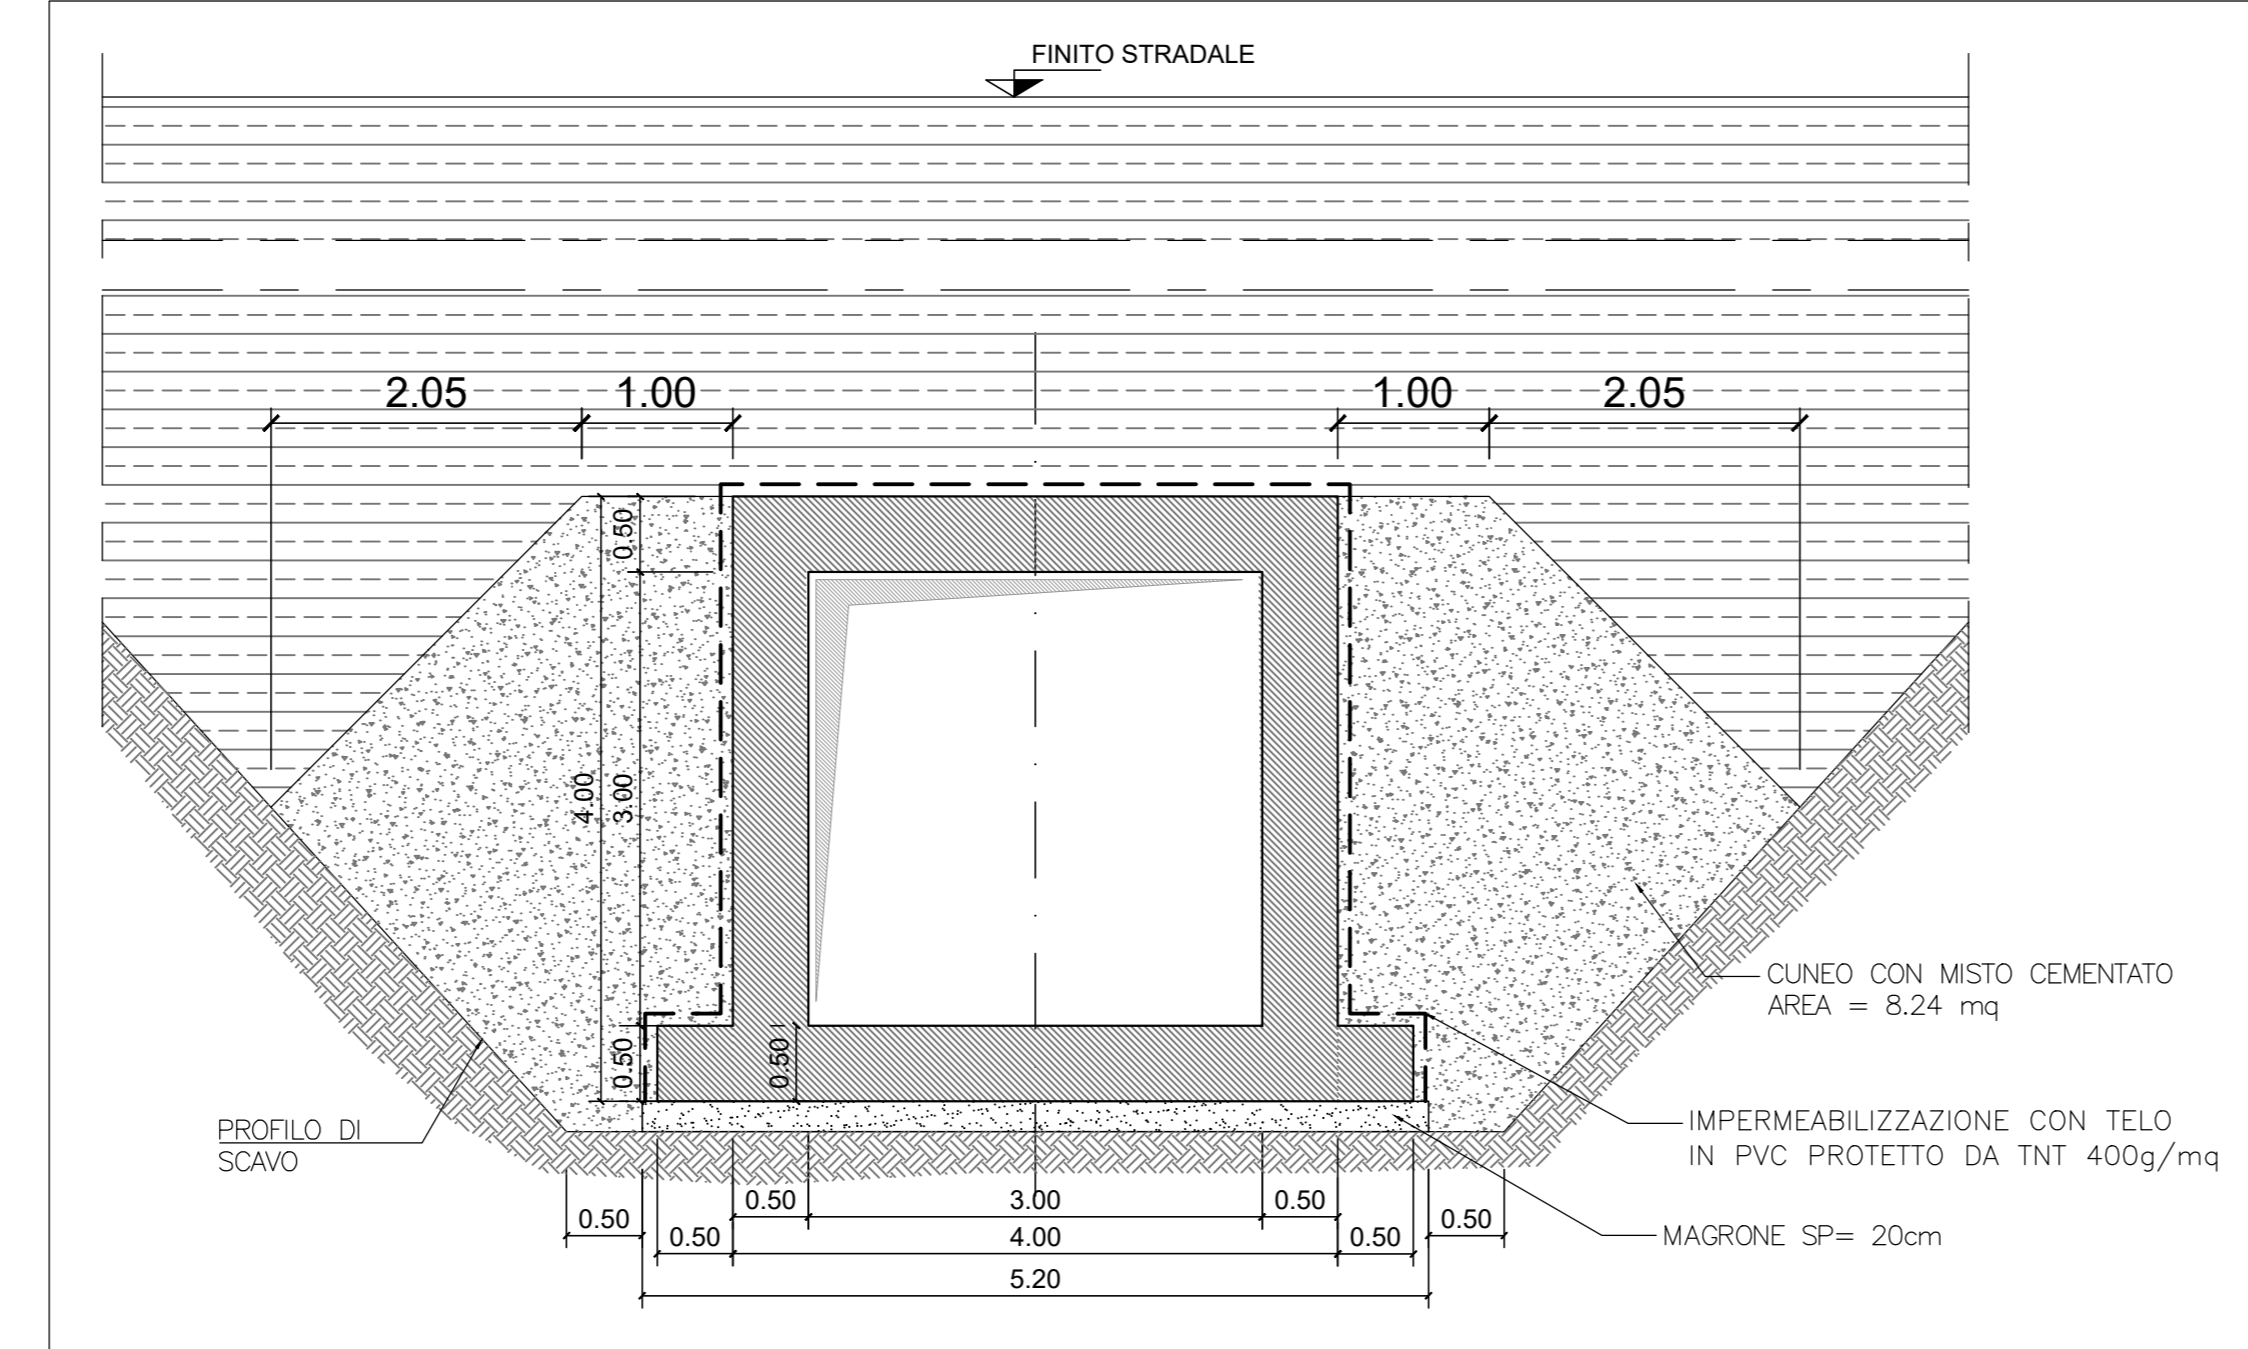 FINITO STRADALE
2.05
1.00
1.00
2.05
0.50
4.00
3.00
0.50
0.50
CUNEO CON MISTO CEMENTATO
AREA = 8.24 mq
PROFILO DI
SCAVO
IMPERMEABILIZZAZIONE CON TELO
IN PVC PROTETTO DA TNT 400g/mq
0.50
3.00
0.50
0.50
0.50
0.50
4.00
0.50
MAGRONE SP= 20cm
5.20